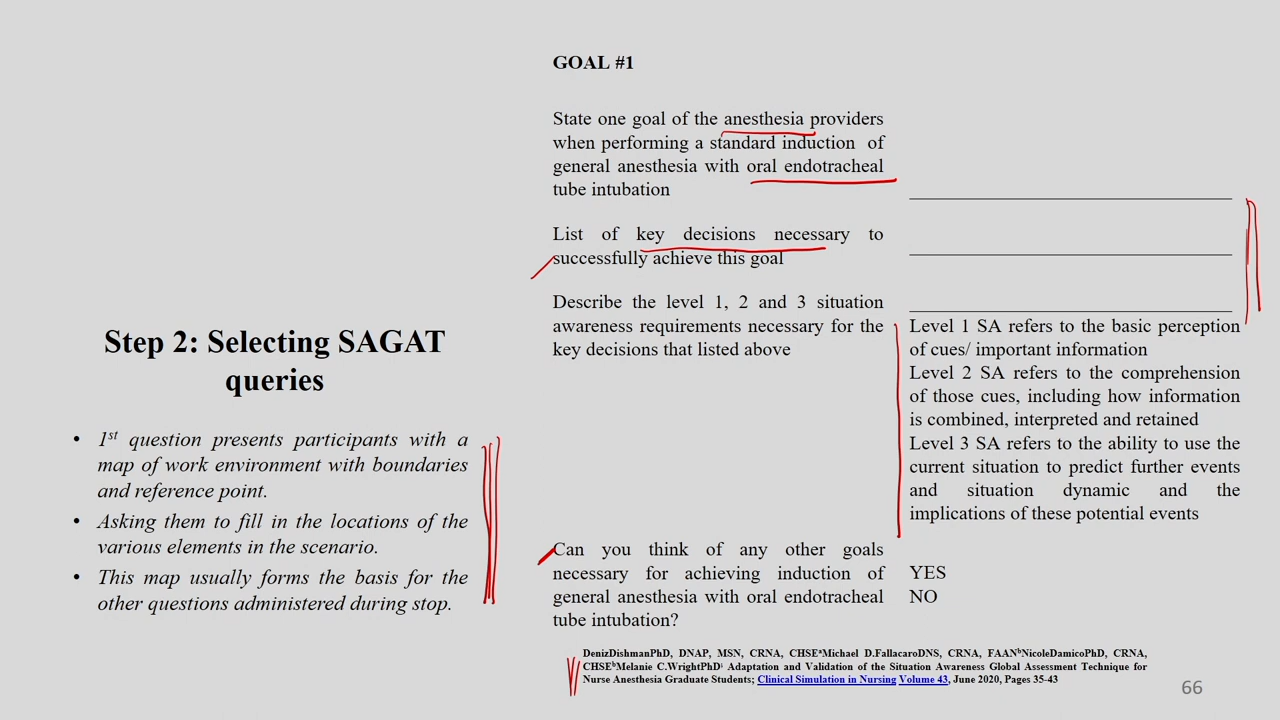 Step 2: Selecting SAGAT
queries
• 1st question presents participants with a
map of work environment with boundaries
and reference point.
• Asking them to fill in the locations of the
various elements in the scenario.
• This map usually forms the basis for the
other questions administered during stop.
GOAL #1
State one goal of the anesthesia providers
when performing a standard induction of
general anesthesia with oral endotracheal
tube intubation
List of key decisions necessary to
successfully achieve this goal
Describe the level 1, 2 and 3 situation
awareness requirements necessary for the
key decisions that listed above
Level 1 SA refers to the basic perception
of cues/ important information
Level 2 SA refers to the comprehension
of those cues, including how information
is combined, interpreted and retained
Level 3 SA refers to the ability to use the
current situation to predict further events
and situation dynamic and the
implications of these potential events
Can you think of any other goals
necessary for achieving induction of
general anesthesia with oral endotracheal
tube intubation?
YES
NO
DenizDishmanPhD, DNAP, MSN, CRNA, CHSEaMichael D.FallacaroDNS, CRNA, FAANbNicoleDamicoPhD, CRNA,
CHSEbMelanie C.WrightPhDc Adaptation and Validation of the Situation Awareness Global Assessment Technique for
Nurse Anesthesia Graduate Students; Clinical Simulation in Nursing Volume 43, June 2020, Pages 35-43
66